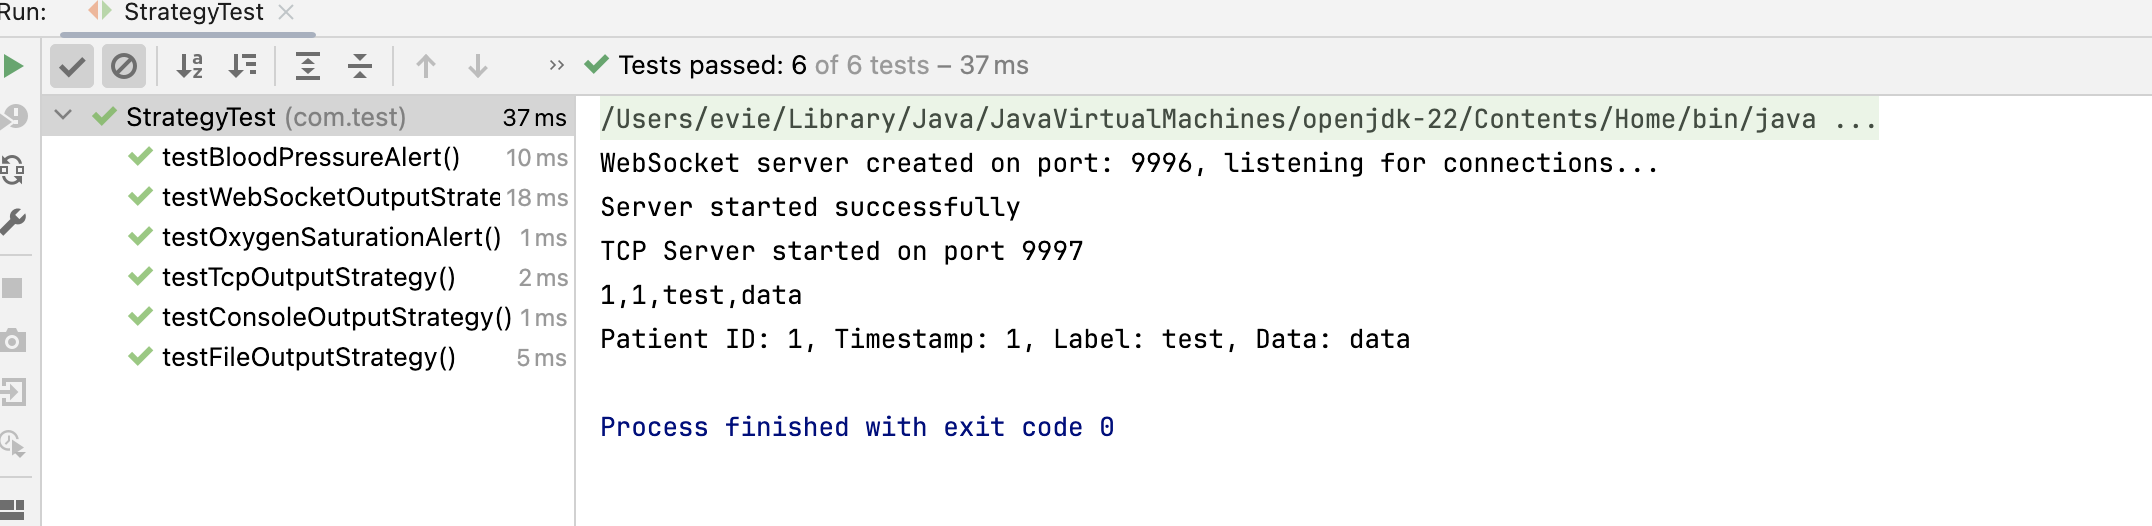 Run: StrategyTest
Tests passed: 6 of 6 tests – 37 ms
StrategyTest (com.test) 37 ms
testBloodPressureAlert() 10 ms
testWebSocketOutputStrate 18 ms
testOxygenSaturationAlert() 1 ms
testTcpOutputStrategy() 2 ms
testConsoleOutputStrategy() 1 ms
testFileOutputStrategy() 5 ms
/Users/evie/Library/Java/JavaVirtualMachines/openjdk-22/Contents/Home/bin/java ...
WebSocket server created on port: 9996, listening for connections...
Server started successfully
TCP Server started on port 9997
1,1,test,data
Patient ID: 1, Timestamp: 1, Label: test, Data: data
Process finished with exit code 0